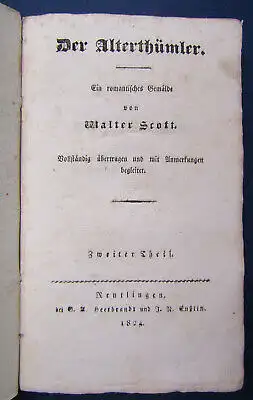 Der Alterthümler.
Ein romantisches Gemälde
von
Walter Scott.
Vollständig übertragen und mit Anmerkungen
begleitet.
Zweiter Theil.
Reutlingen,
bei G. A. Heerbrandt und J. N. Enßlin.
1824.